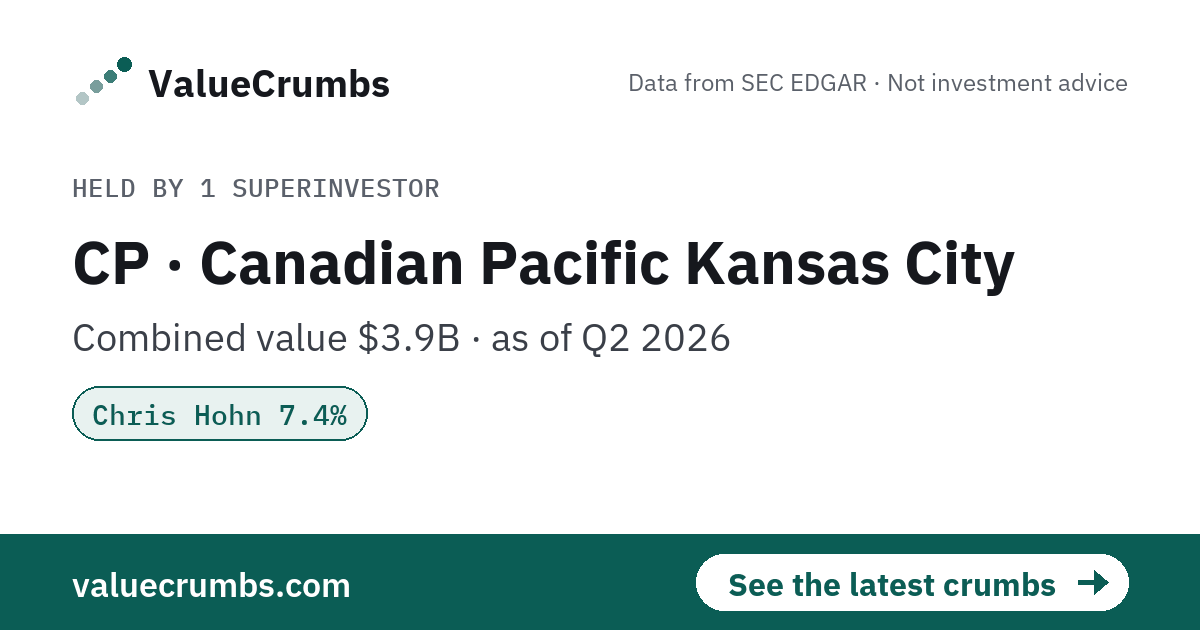 ValueCrumbs
Data from SEC EDGAR · Not investment advice
HELD BY 1 SUPERINVESTOR
CP · Canadian Pacific Kansas City
Combined value $3.9B · as of Q2 2026
Chris Hohn 7.4%
valuecrumbs.com
See the latest crumbs →